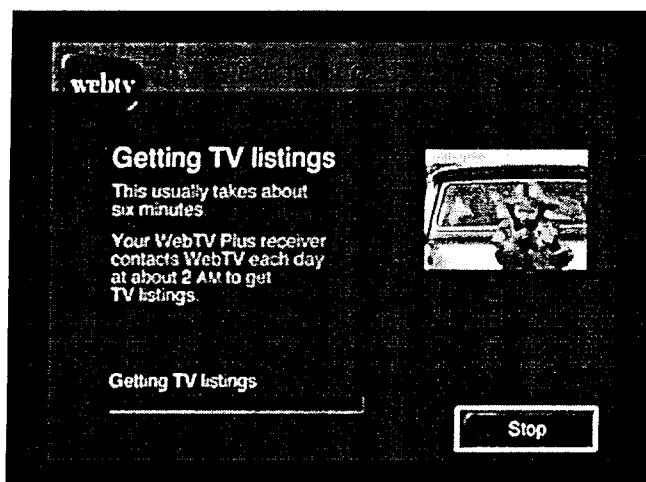 webtv
Getting TV listings
This usually takes about
six minutes.
Your WebTV Plus receiver
contacts WebTV each day
at about 2 AM to get
TV listings.
Getting TV listings
Stop